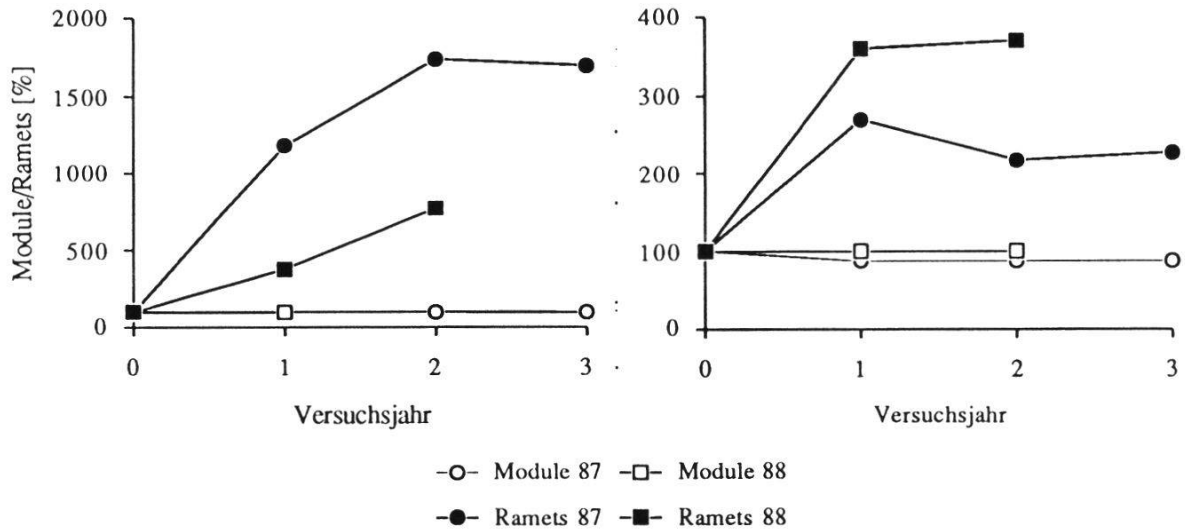 Module/Ramets [%]
2000
1500
1000
500
0
0 1 2 3
Versuchsjahr
400
300
200
100
0
0 1 2 3
Versuchsjahr
Module 87 Module 88
Ramets 87 Ramets 88